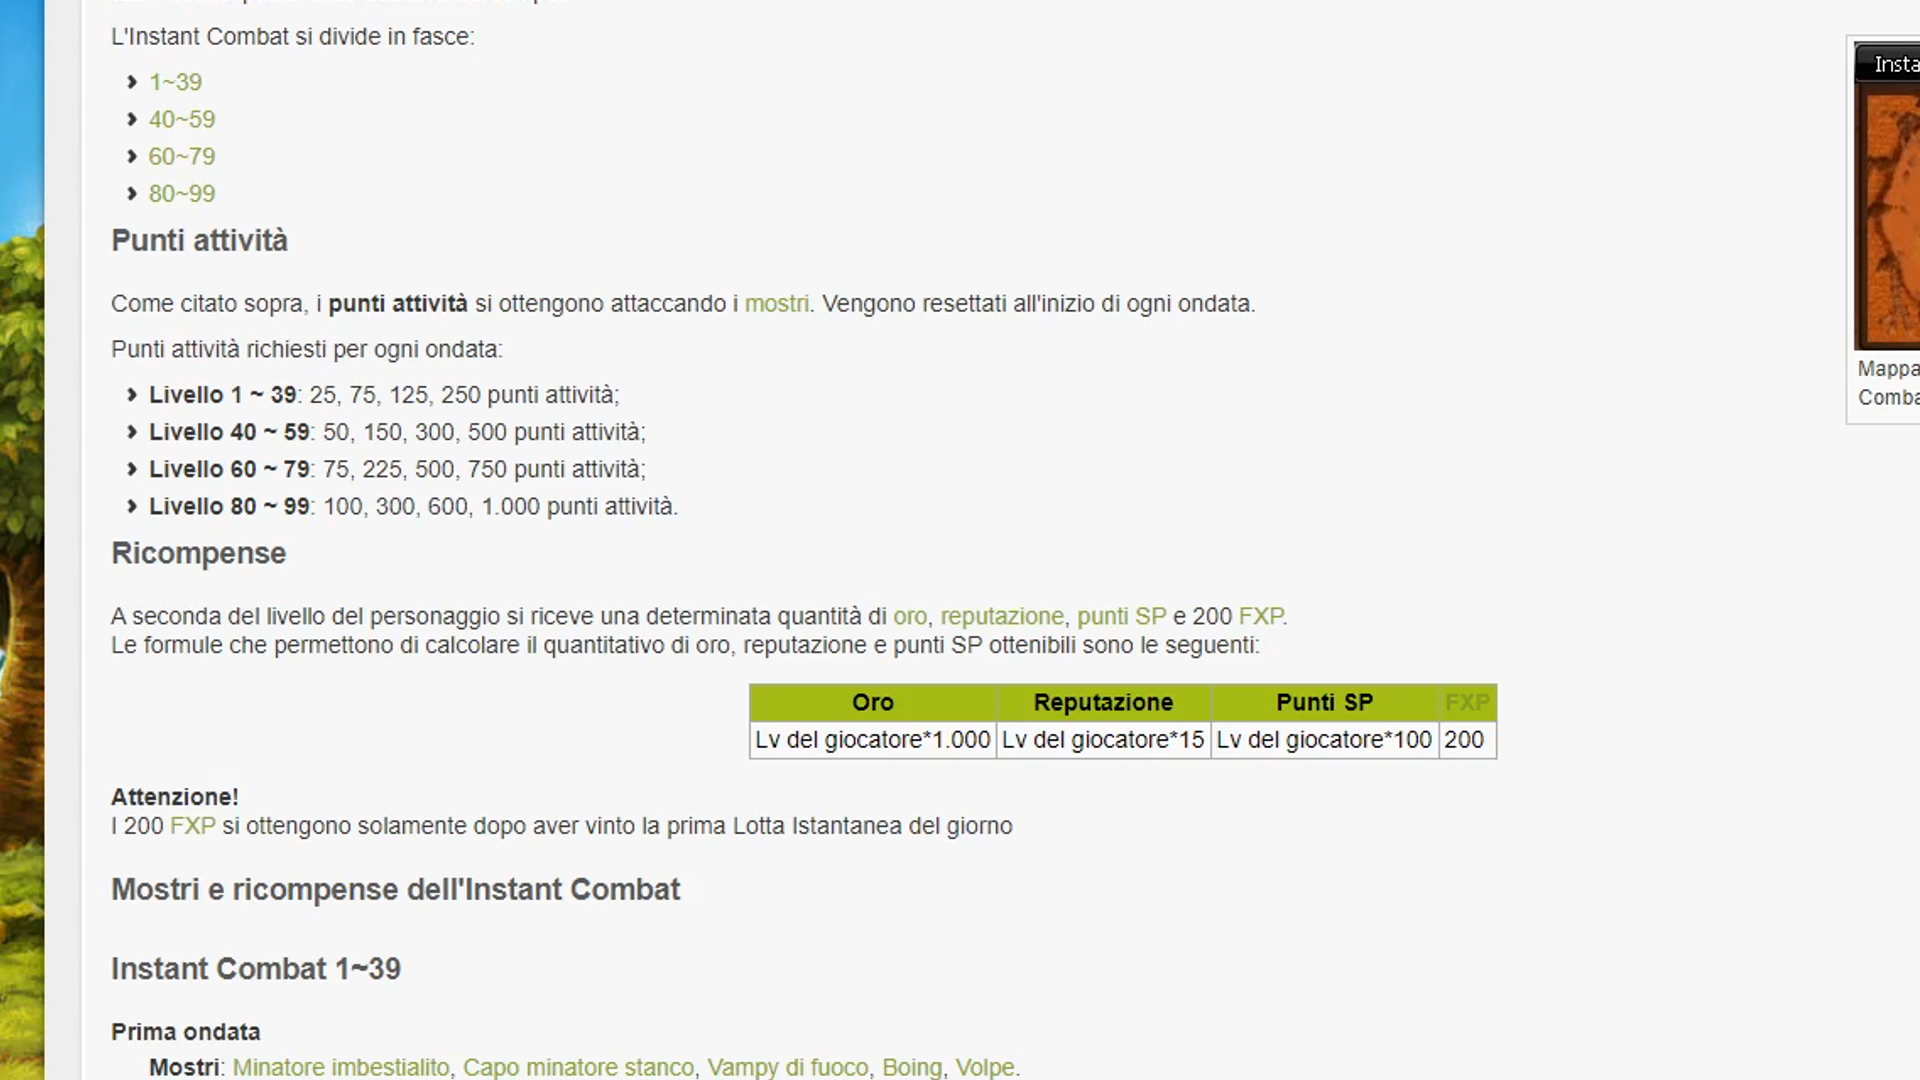 L'Instant Combat si divide in fasce:
1~39
40~59
60~79
80~99
Insta
Punti attività
Come citato sopra, i punti attività si ottengono attaccando i mostri. Vengono resettati all'inizio di ogni ondata.
Punti attività richiesti per ogni ondata:
Mappa
Comba
Livello 1 ~ 39: 25, 75, 125, 250 punti attività;
Livello 40 ~ 59: 50, 150, 300, 500 punti attività;
Livello 60 ~ 79: 75, 225, 500, 750 punti attività;
Livello 80 ~ 99: 100, 300, 600, 1.000 punti attività.
Ricompense
A seconda del livello del personaggio si riceve una determinata quantità di oro, reputazione, punti SP e 200 FXP.
Le formule che permettono di calcolare il quantitativo di oro, reputazione e punti SP ottenibili sono le seguenti:
Oro Reputazione Punti SP FXP
Lv del giocatore*1.000 Lv del giocatore*15 Lv del giocatore*100 200
Attenzione!
I 200 FXP si ottengono solamente dopo aver vinto la prima Lotta Istantanea del giorno
Mostri e ricompense dell'Instant Combat
Instant Combat 1~39
Prima ondata
Mostri: Minatore imbestialito, Capo minatore stanco, Vampy di fuoco, Boing, Volpe.